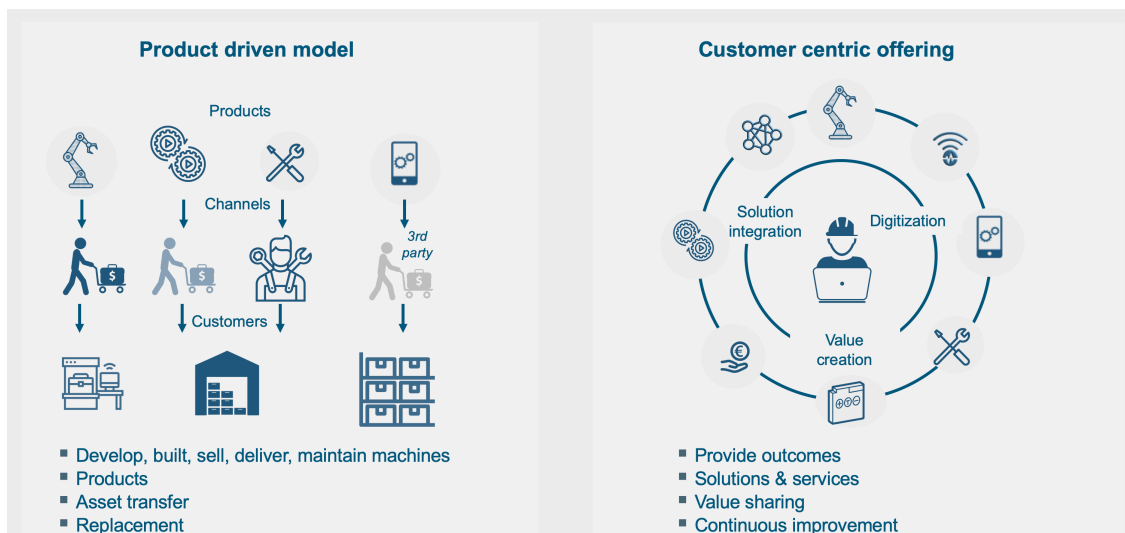 Product driven model
Products
Channels
3rd
party
$
$
$
Customers
Develop, built, sell, deliver, maintain machines
Products
Asset transfer
Replacement
Customer centric offering
Solution
integration
Digitization
Value
creation
€
Provide outcomes
Solutions & services
Value sharing
Continuous improvement